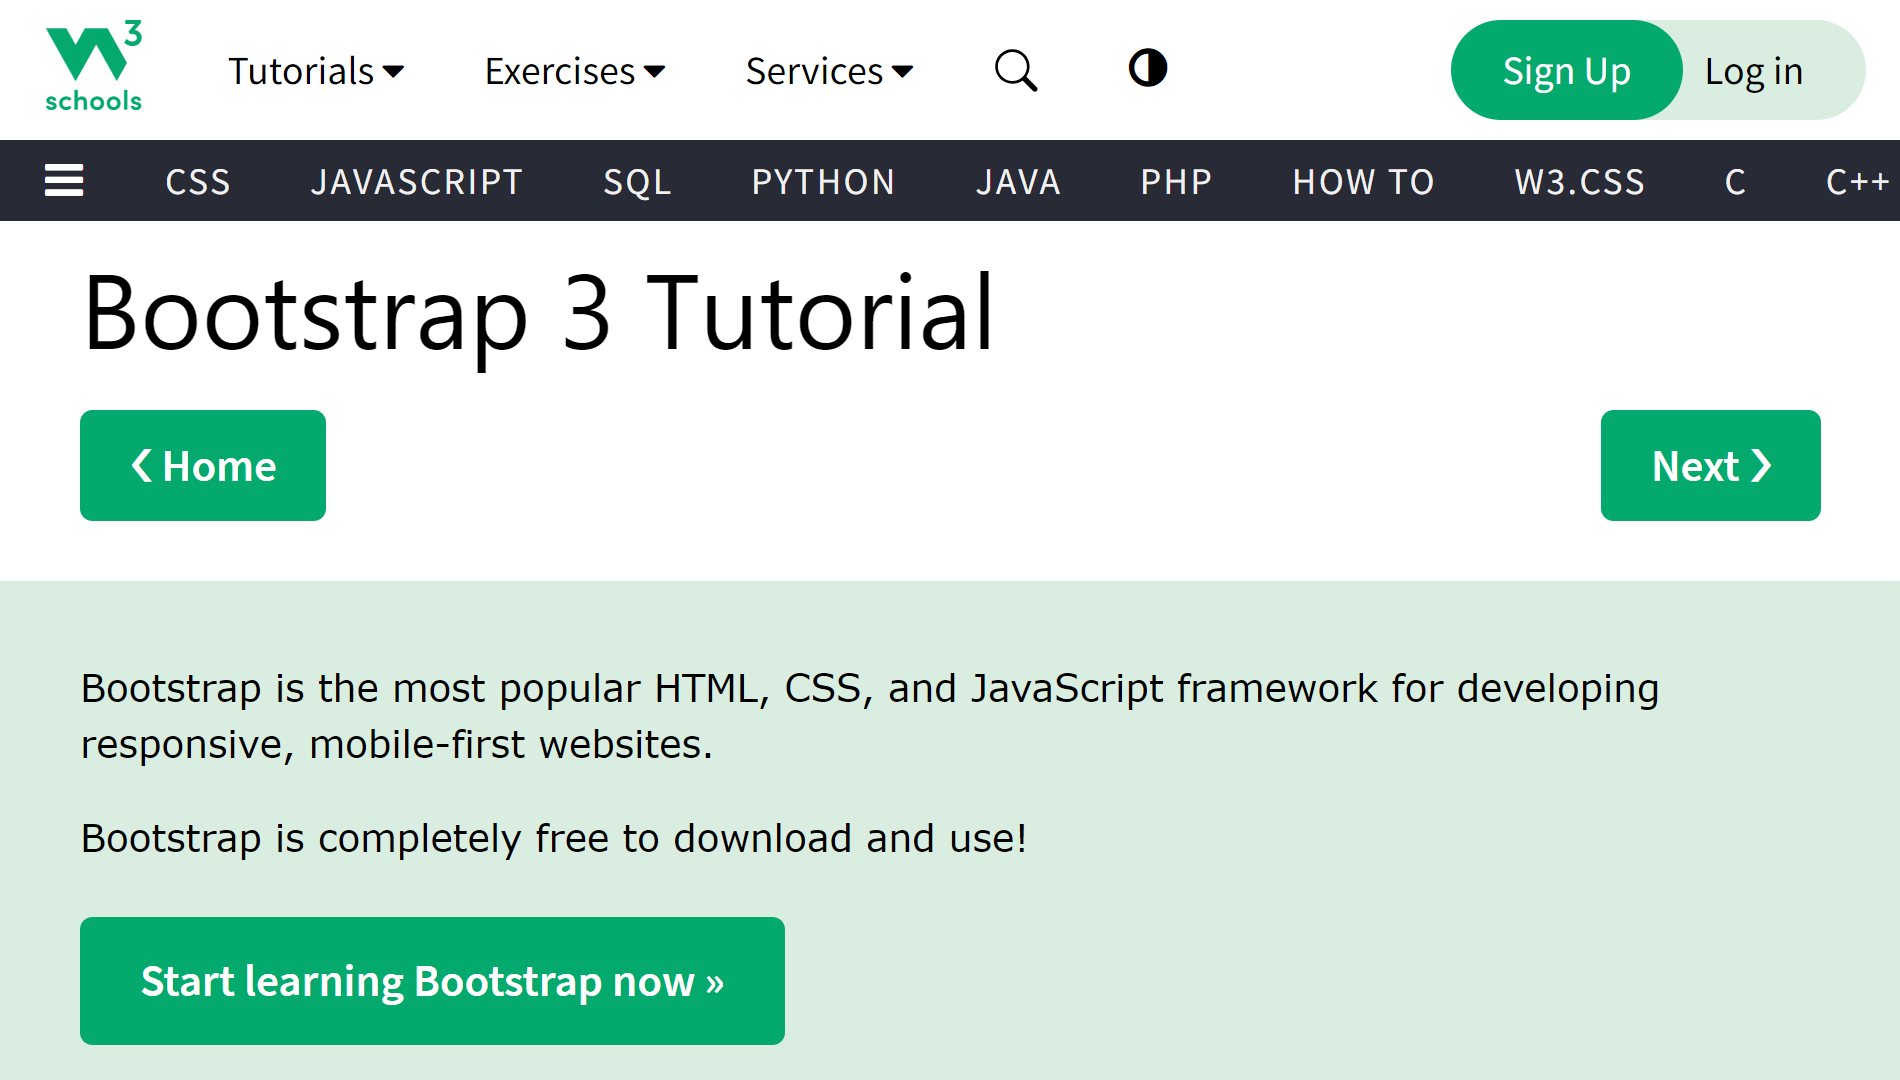 3
schools
Tutorials Exercises Services Sign Up Log in
CSS JAVASCRIPT SQL PYTHON JAVA PHP HOW TO W3.CSS C C++
Bootstrap 3 Tutorial
❮ Home Next ❯
Bootstrap is the most popular HTML, CSS, and JavaScript framework for developing
responsive, mobile-first websites.
Bootstrap is completely free to download and use!
Start learning Bootstrap now »